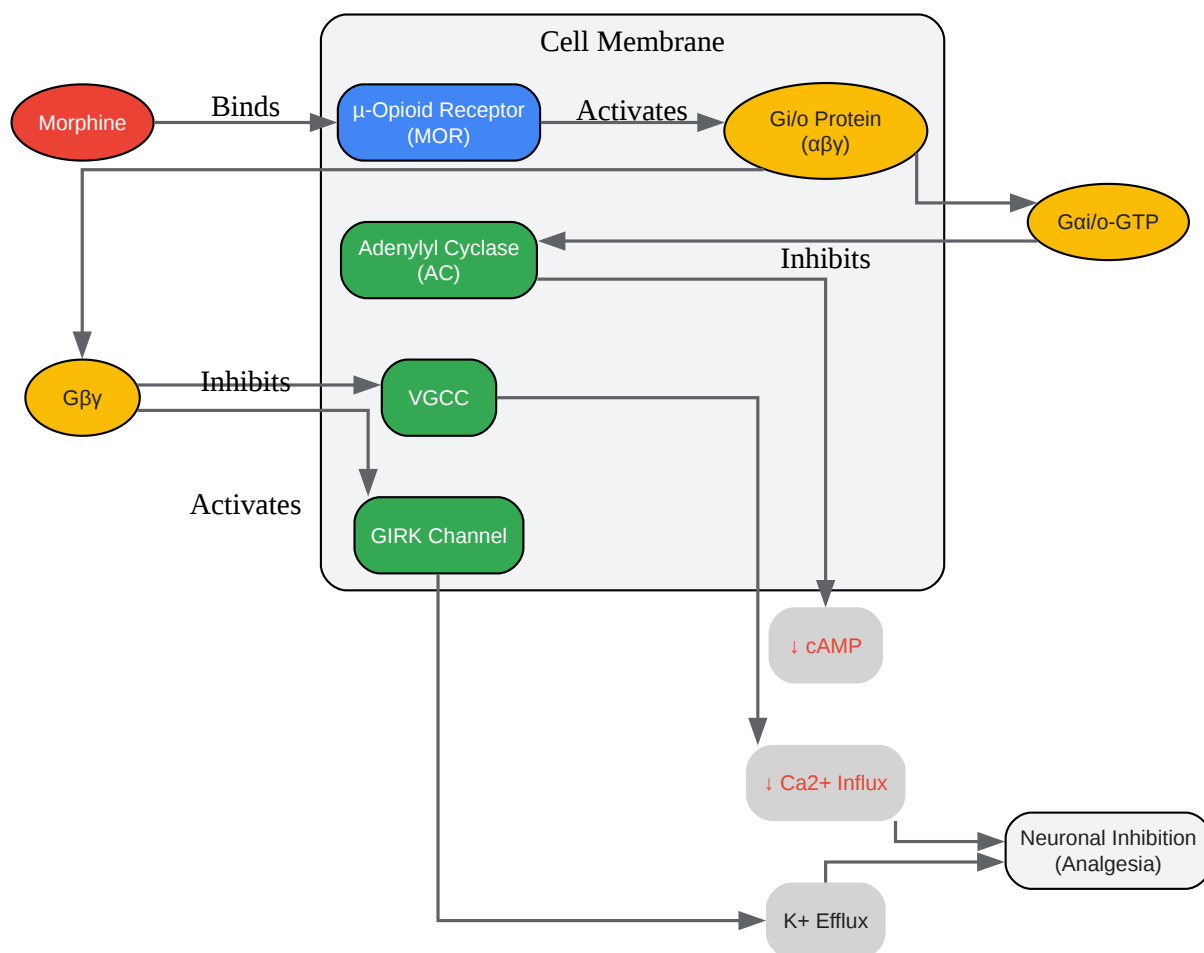 Cell Membrane
Morphine
Binds
µ-Opioid Receptor
(MOR)
Activates
Gi/o Protein
(αβγ)
Gαi/o-GTP
Adenylyl Cyclase
(AC)
Inhibits
Gβγ
Inhibits
VGCC
Activates
GIRK Channel
↓ cAMP
↓ Ca2+ Influx
Neuronal Inhibition
(Analgesia)
K+ Efflux